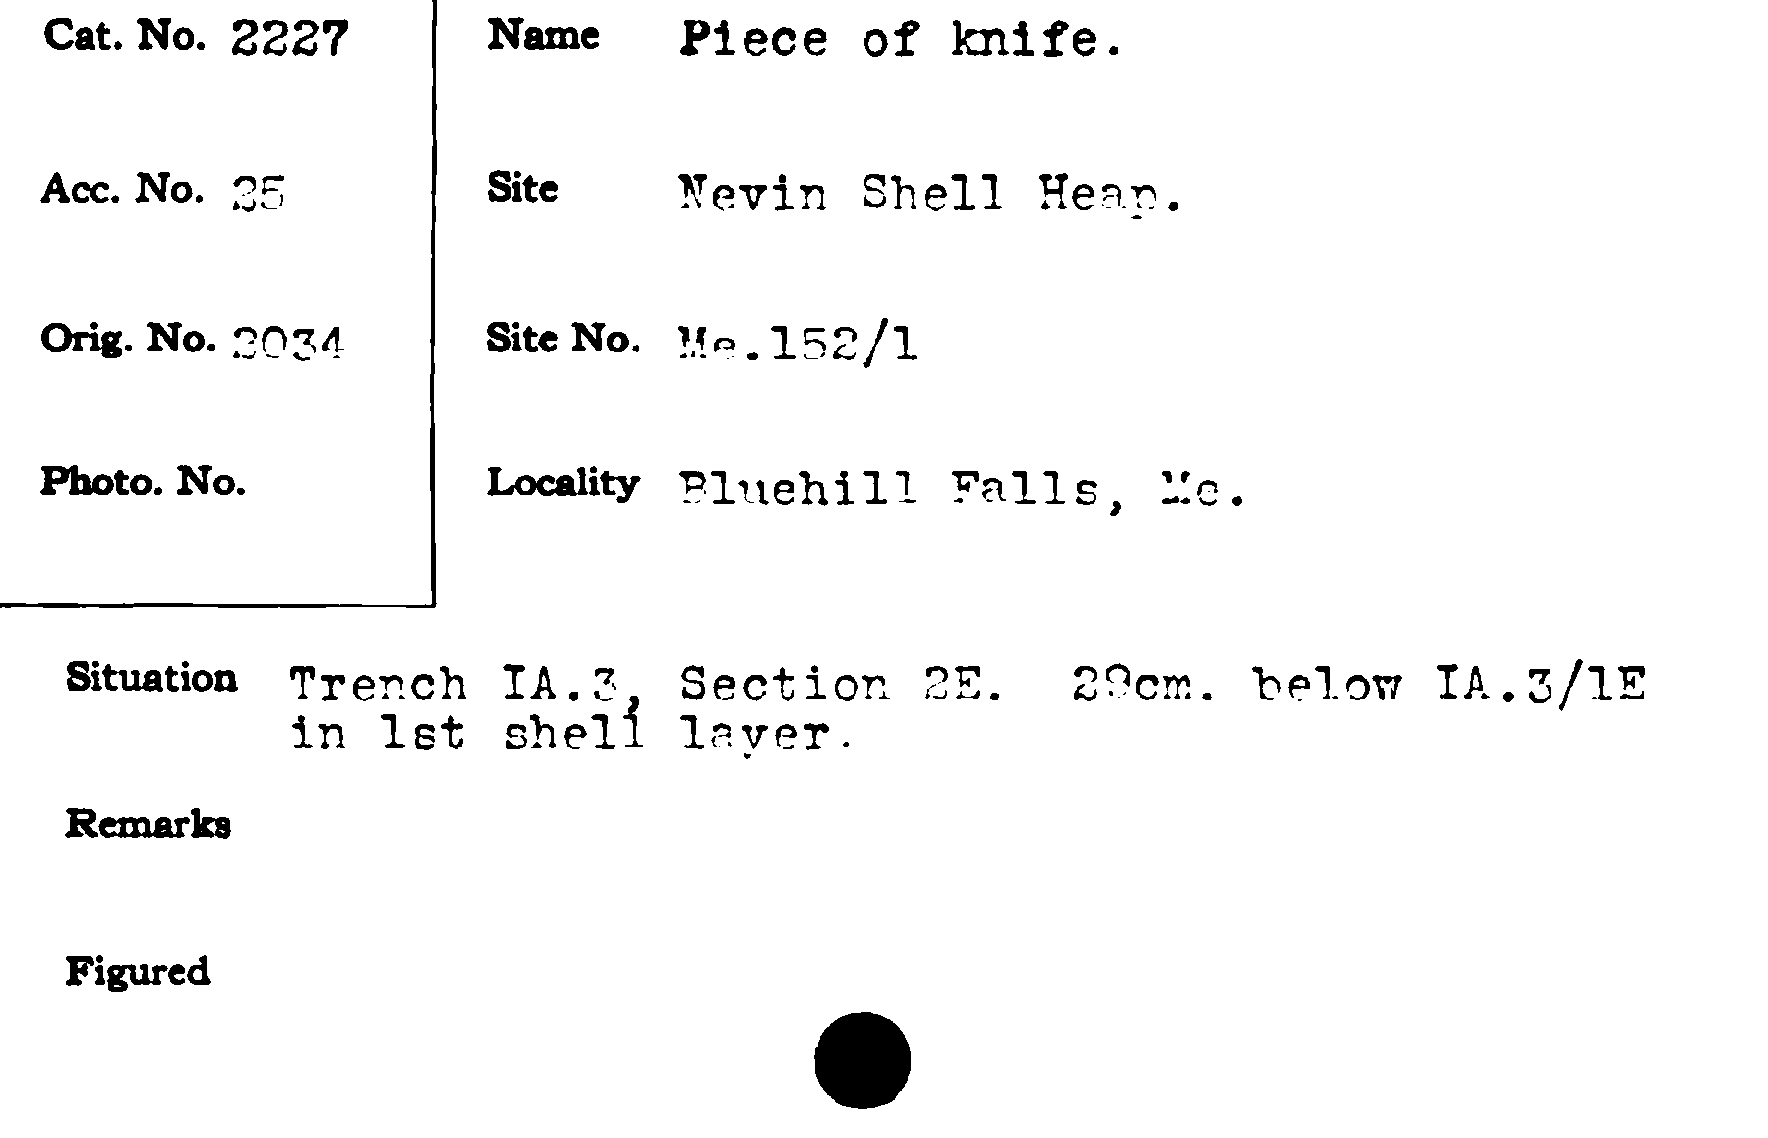 Cat. No. 2227
Name Piece of knife.
Acc. No. 35
Site Nevin Shell Heap.
Orig. No. 2034
Site No. Me.152/1
Photo. No.
Locality Bluehill Falls, Me.
Situation Trench IA.3, Section 2E. 29cm. below IA.3/1E
in 1st shell layer.
Remarks
Figured